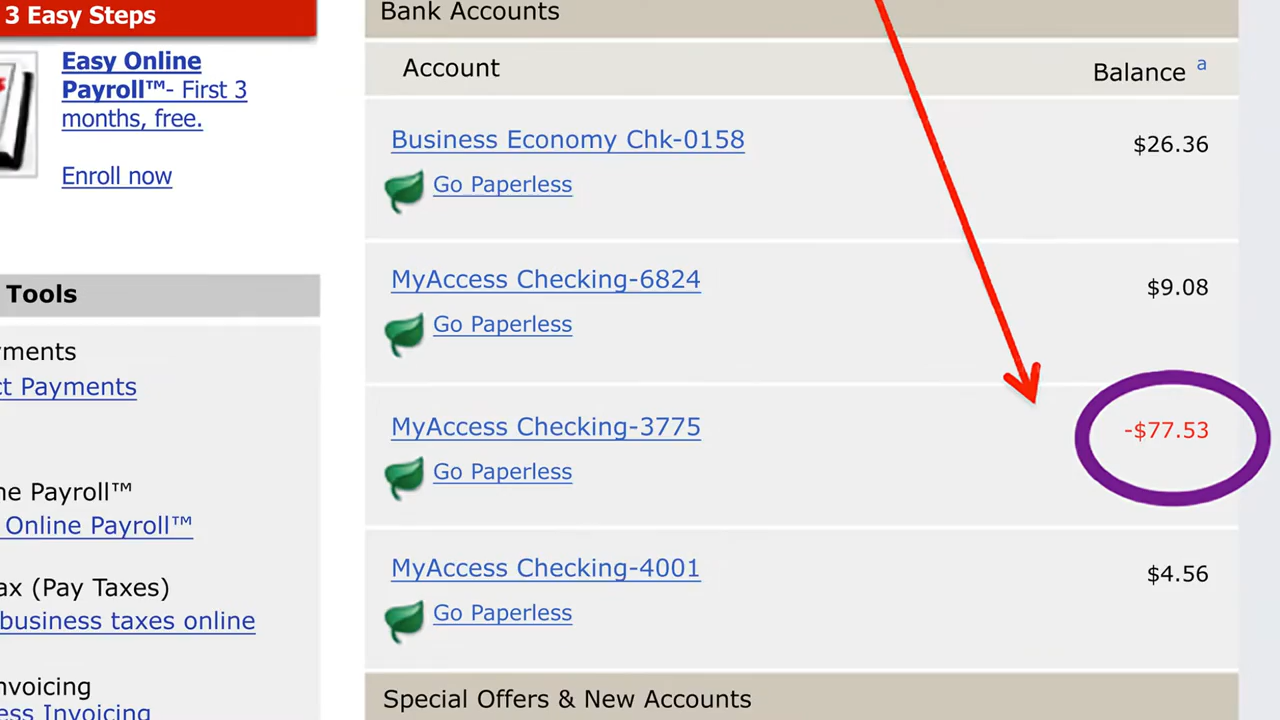 3 Easy Steps
Easy Online
Payroll™- First 3
months, free.
Enroll now
Tools
yments
ct Payments
ne Payroll™
Online Payroll™
ax (Pay Taxes)
business taxes online
nvoicing
ess Invoicing
Bank Accounts
Account Balance a
Business Economy Chk-0158 $26.36
Go Paperless
MyAccess Checking-6824 $9.08
Go Paperless
MyAccess Checking-3775 -$77.53
Go Paperless
MyAccess Checking-4001 $4.56
Go Paperless
Special Offers & New Accounts